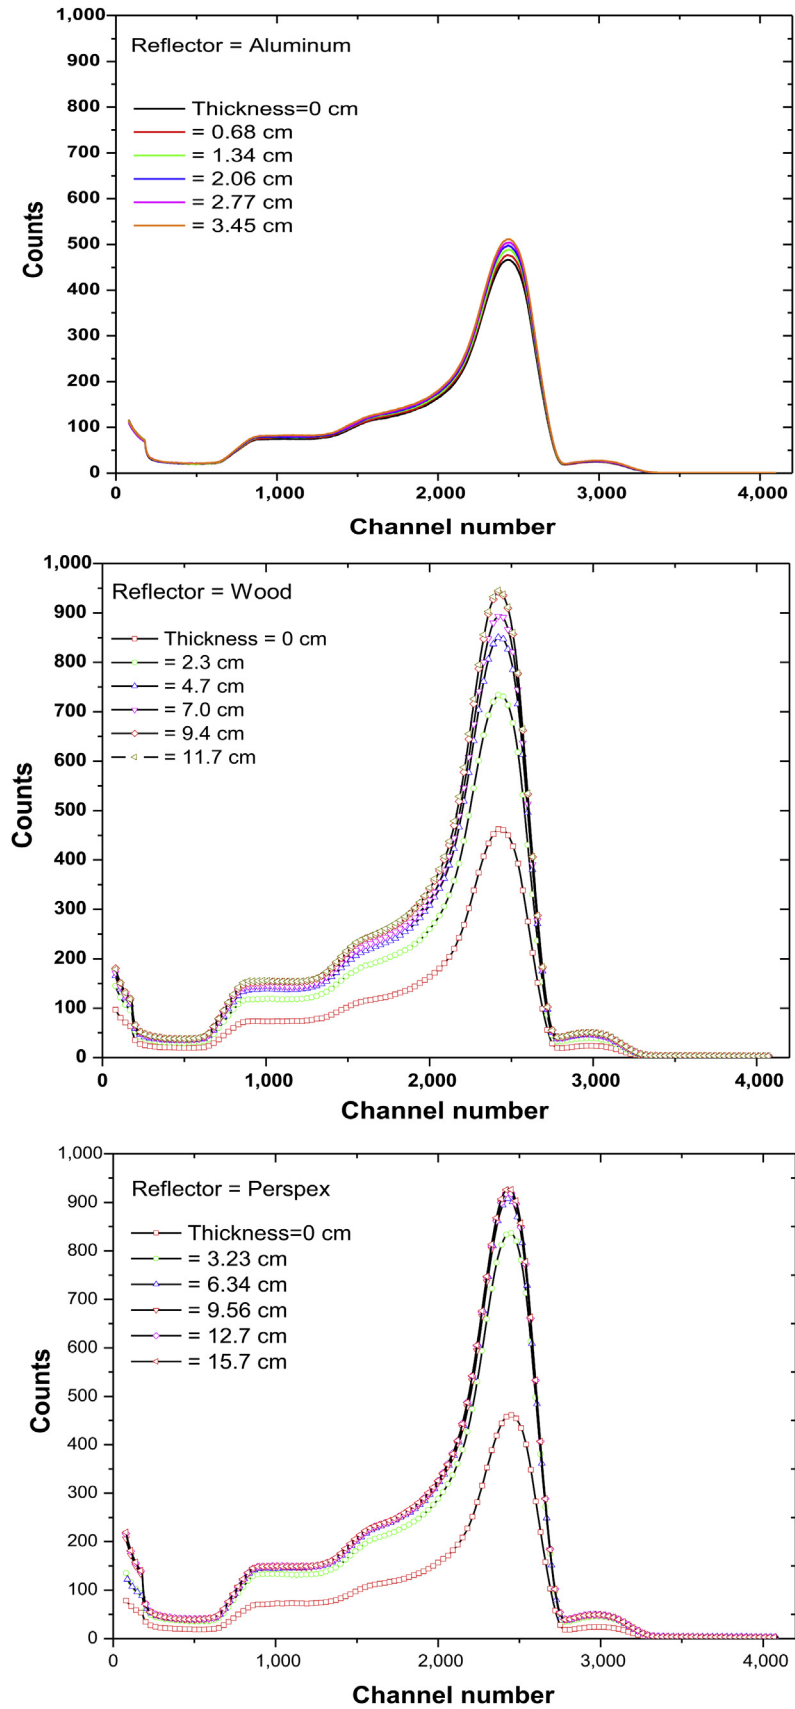 1,000
Reflector = Aluminum
900
800
Thickness=0 cm
= 0.68 cm
700
= 1.34 cm
= 2.06 cm
600
= 2.77 cm
= 3.45 cm
500
Counts
400
300
200
100
0
0 1,000 2,000 3,000 4,000
Channel number
1,000
Reflector = Wood
900
Thickness = 0 cm
800
= 2.3 cm
= 4.7 cm
700
= 7.0 cm
= 9.4 cm
600
= 11.7 cm
500
Counts
400
300
200
100
0
0 1,000 2,000 3,000 4,000
Channel number
1,000
Reflector = Perspex
900
Thickness=0 cm
800
= 3.23 cm
= 6.34 cm
700
= 9.56 cm
= 12.7 cm
600
= 15.7 cm
500
Counts
400
300
200
100
0
0 1,000 2,000 3,000 4,000
Channel number